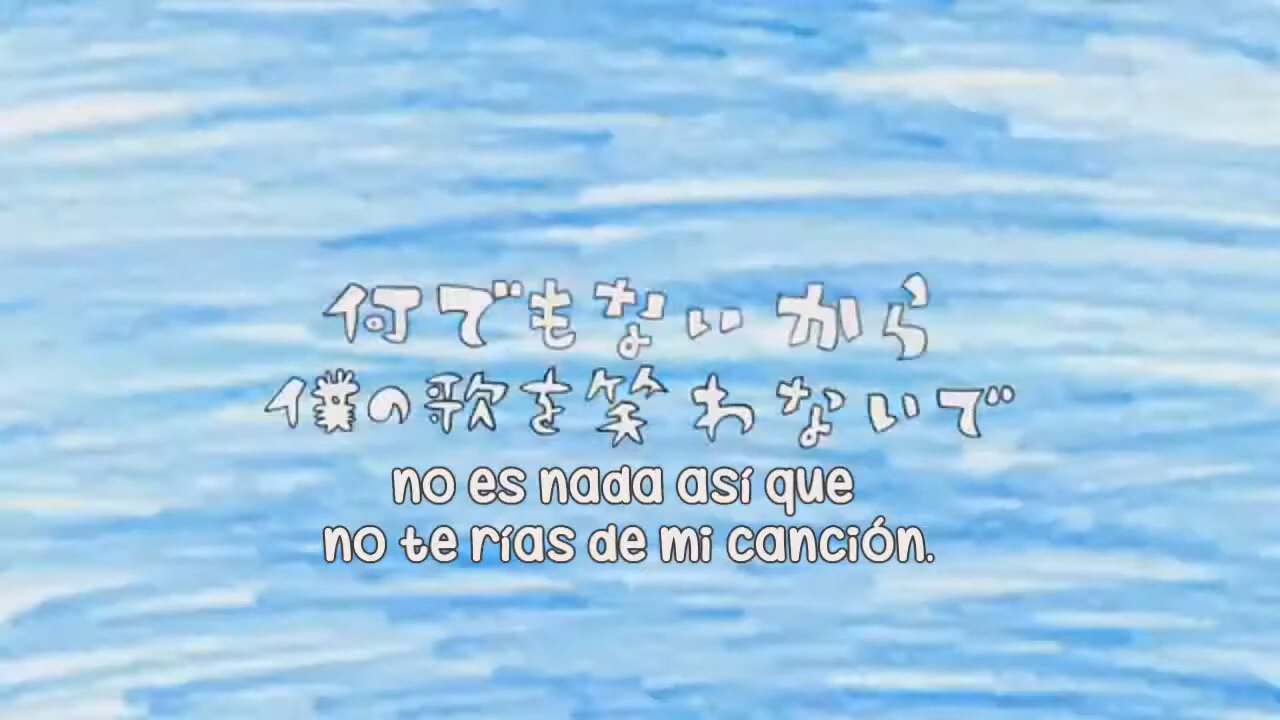 何でもないから
僕の歌を笑わないで
no es nada así que
no te rías de mi canción.